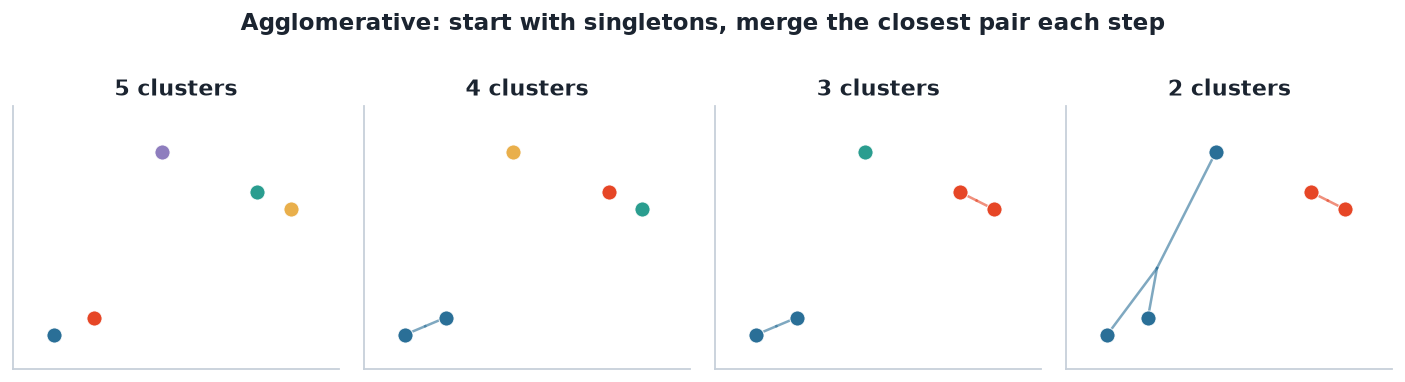 Agglomerative: start with singletons, merge the closest pair each step
5 clusters
4 clusters
3 clusters
2 clusters